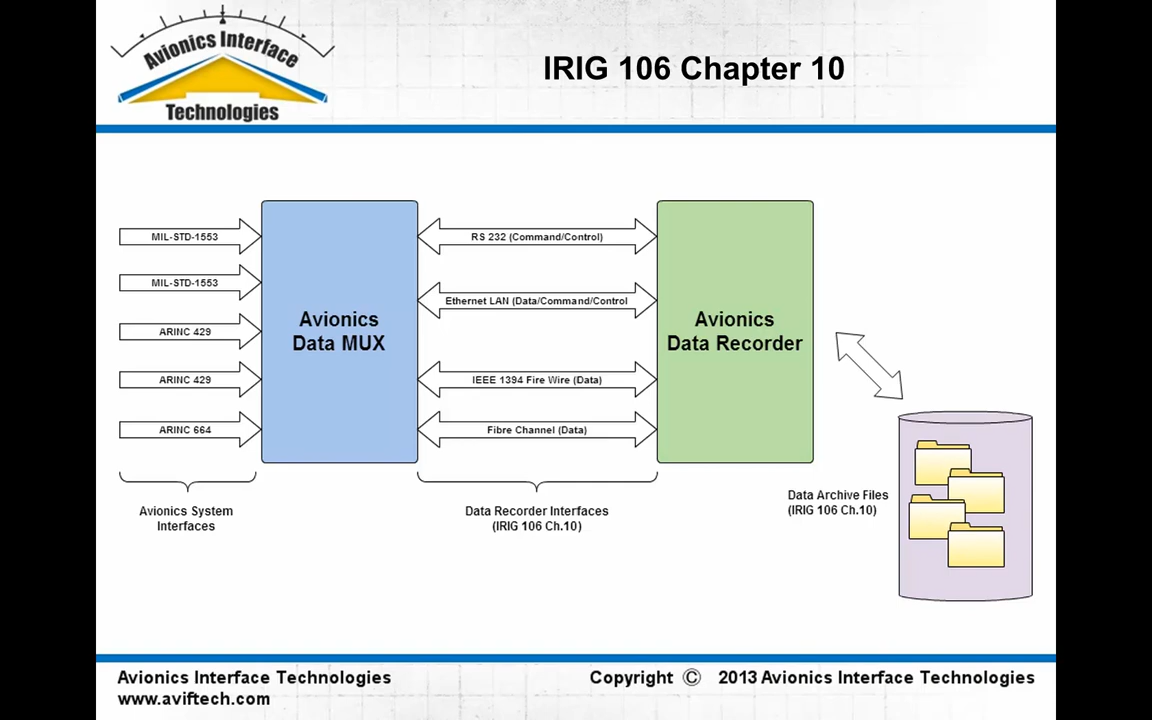 Avionics Interface
Technologies
IRIG 106 Chapter 10
MIL-STD-1553
MIL-STD-1553
ARINC 429
ARINC 429
ARINC 664
Avionics
Data MUX
RS 232 (Command/Control)
Ethernet LAN (Data/Command/Control
IEEE 1394 Fire Wire (Data)
Fibre Channel (Data)
Avionics
Data Recorder
Avionics System
Interfaces
Data Recorder Interfaces
(IRIG 106 Ch.10)
Data Archive Files
(IRIG 106 Ch.10)
Avionics Interface Technologies
www.aviftech.com
Copyright © 2013 Avionics Interface Technologies